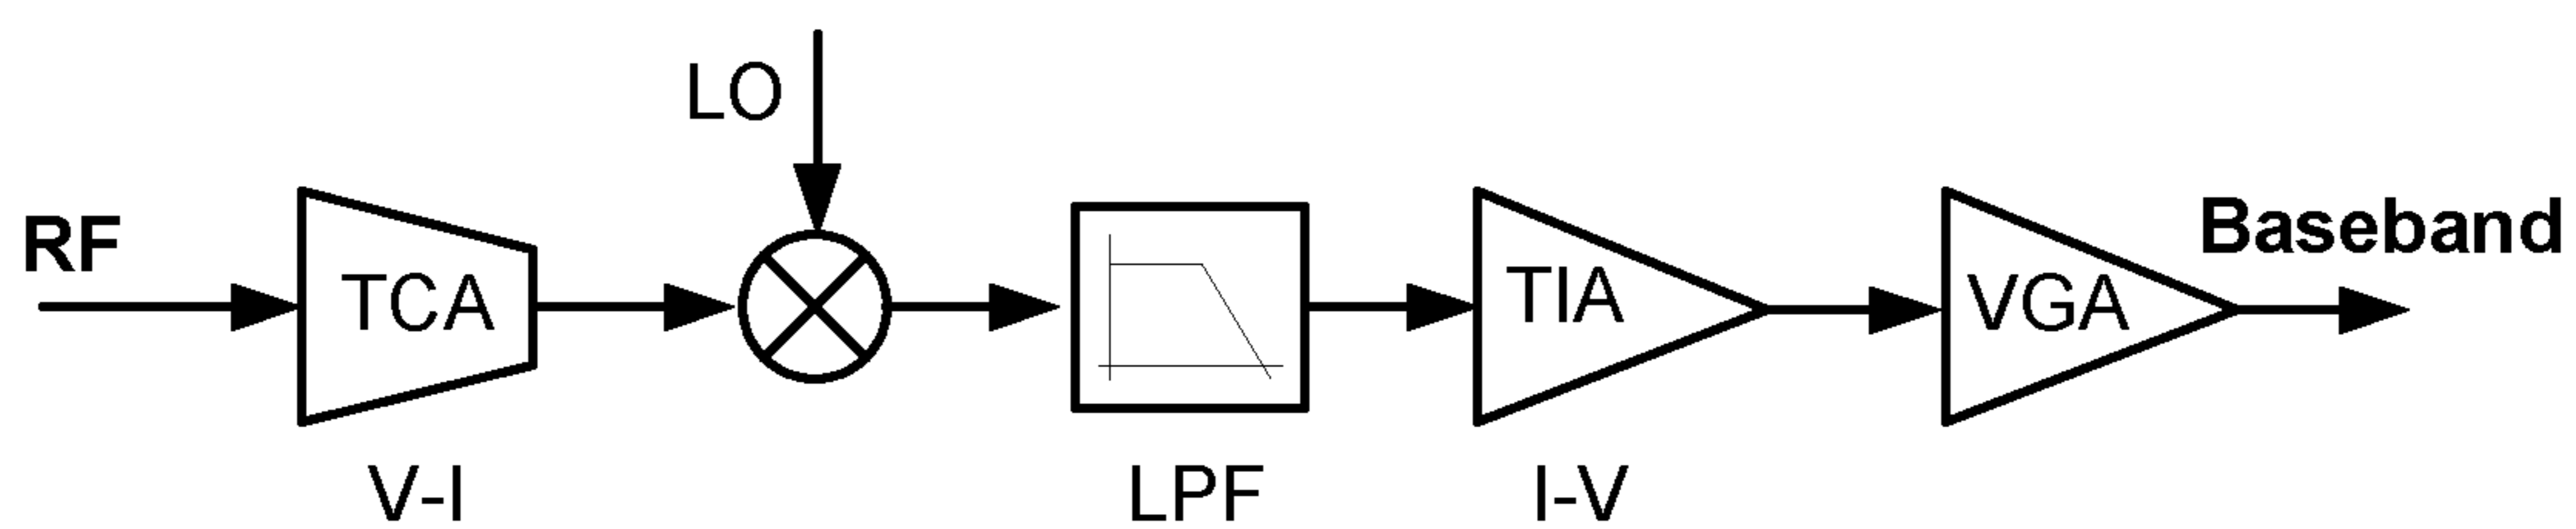 LO
RF
TCA
TIA
VGA
Baseband
V-I
LPF
I-V